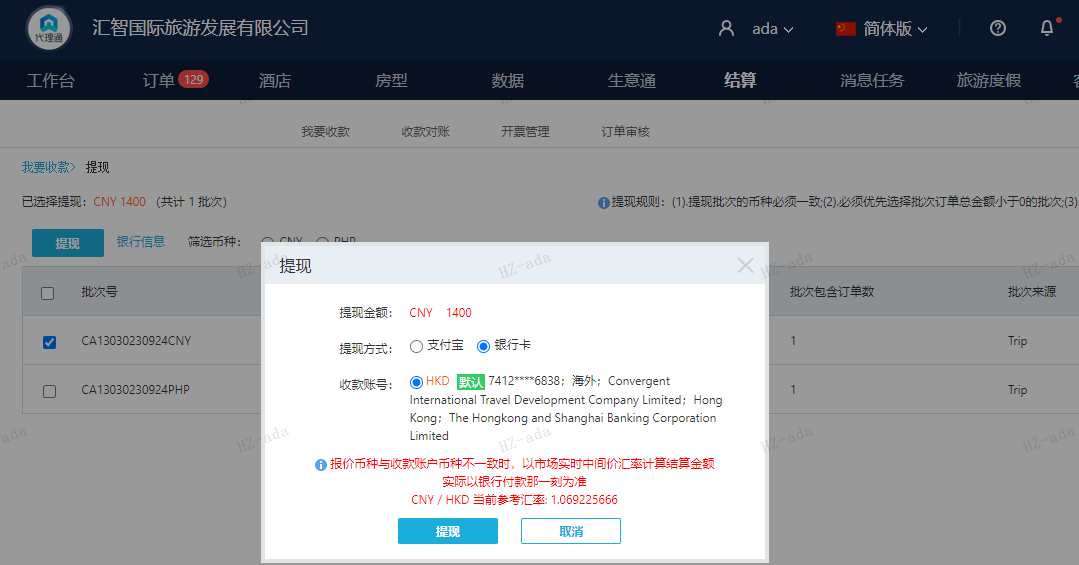 代理通
汇智国际旅游发展有限公司
ada
简体版
工作台
订单 129
酒店
房型
数据
生意通
结算
消息任务
旅游度假
我要收款
收款对账
开票管理
订单审核
我要收款> 提现
已选择提现: CNY 1400 (共计 1 批次)
提现规则: (1).提现批次的币种必须一致;(2).必须优先选择批次订单总金额小于0的批次;(3).
提现
银行信息
筛选币种:
CNY
PHP
批次号
批次包含订单数
批次来源
CA13030230924CNY
1
Trip
CA13030230924PHP
1
Trip
提现
提现金额: CNY 1400
提现方式: 支付宝 银行卡
收款账号: HKD 默认 7412****6838; 海外; Convergent
International Travel Development Company Limited; Hong
Kong; The Hongkong and Shanghai Banking Corporation
Limited
报价币种与收款账户币种不一致时，以市场实时中间价汇率计算结算金额
实际以银行付款那一刻为准
CNY / HKD 当前参考汇率: 1.069225666
提现
取消
HZ-ada
HZ-ada
HZ-ada
HZ-ada
HZ-ada
HZ-ada